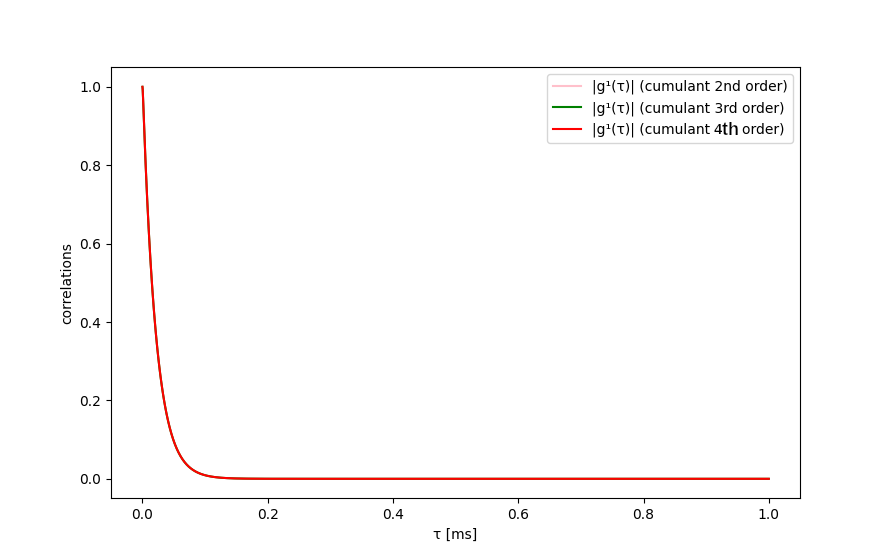 |g¹(τ)| (cumulant 2nd order)
|g¹(τ)| (cumulant 3rd order)
|g¹(τ)| (cumulant 4th order)
1.0
0.8
0.6
0.4
0.2
0.0
correlations
0.0 0.2 0.4 0.6 0.8 1.0
τ [ms]